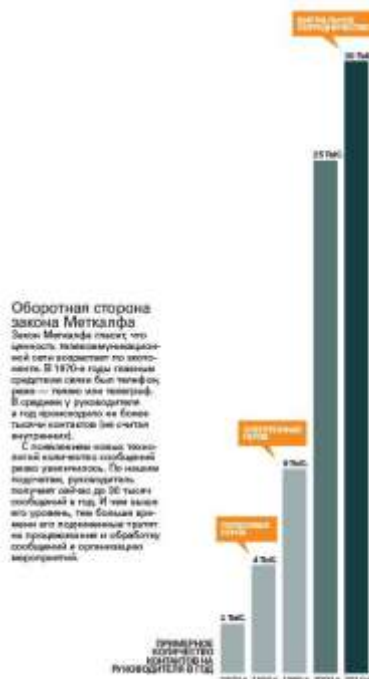 30 ТЫС.
25 ТЫС.
Оборотная сторона
закона Меткалфа
Закон Меткалфа гласит, что
ценность телекоммуникацион-
ной сети возрастает по экспо-
ненте. В 1970-е годы главным
средством связи был телефон,
реже — телекс или телеграф.
В среднем у руководителя
в год происходило не более
тысячи контактов (не считая
внутренних).
С появлением новых техно-
логий количество сообщений
резко увеличилось. По нашим
подсчетам, руководитель
получает сейчас до 30 тысяч
сообщений в год. И чем выше
его уровень, тем больше вре-
мени его подчиненные тратят
на процеживание и обработку
сообщений и организацию
мероприятий.
9 ТЫС.
4 ТЫС.
ПРИМЕРНОЕ
КОЛИЧЕСТВО
КОНТАКТОВ НА
РУКОВОДИТЕЛЯ В ГОД